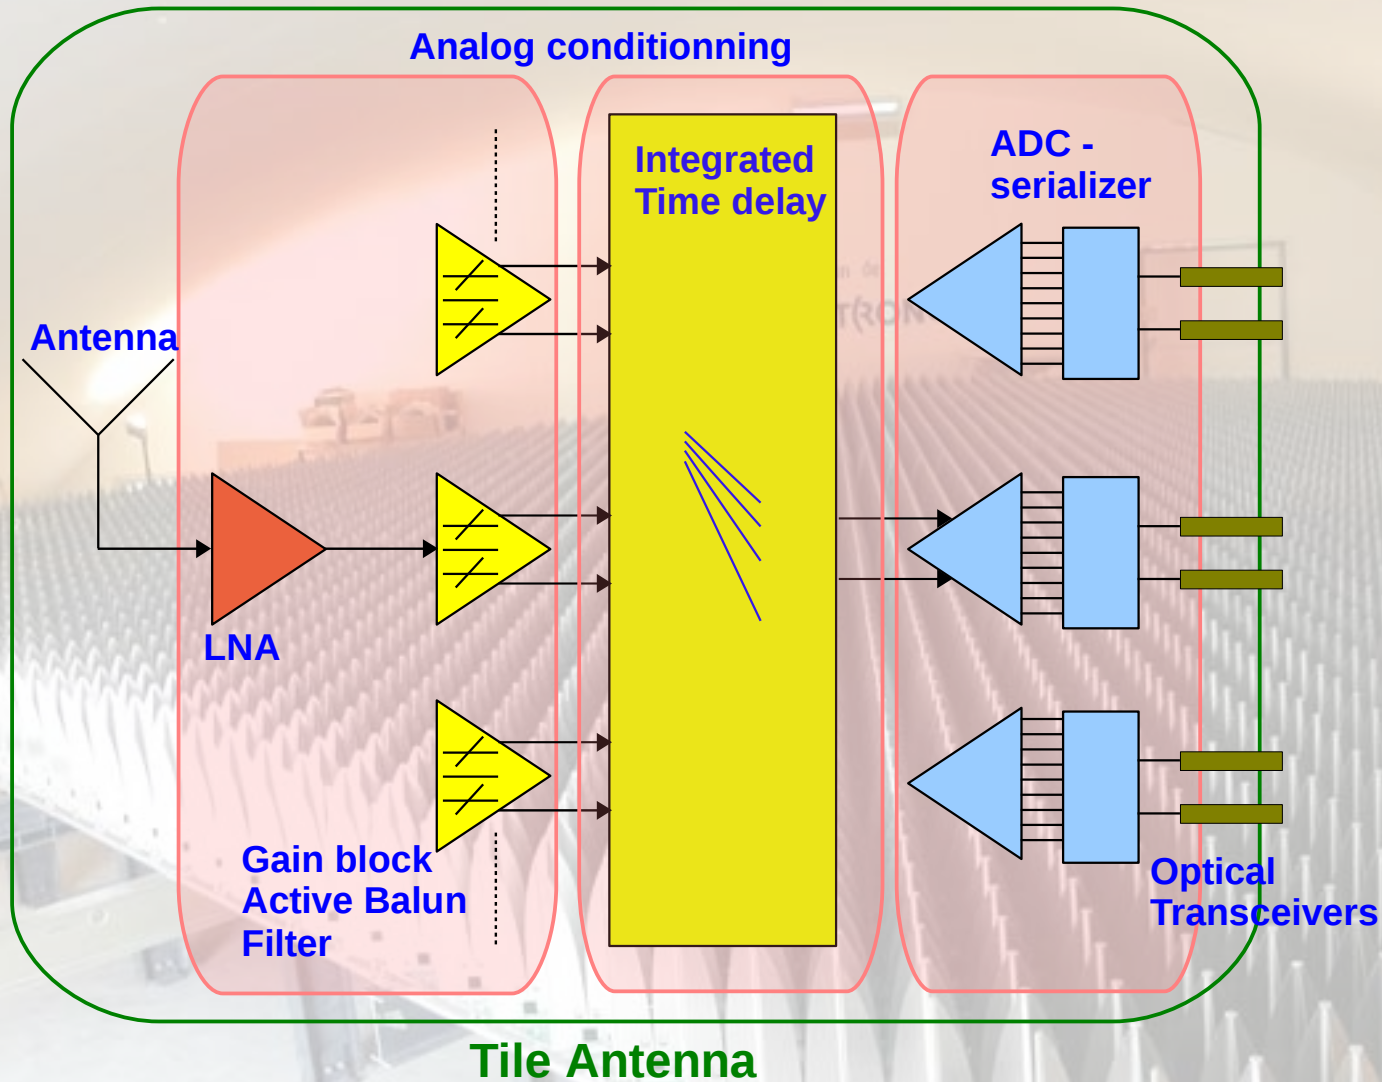 Analog conditionning
Integrated
Time delay
ADC -
serializer
Antenna
LNA
Gain block
Active Balun
Filter
Optical
Transceivers
Tile Antenna